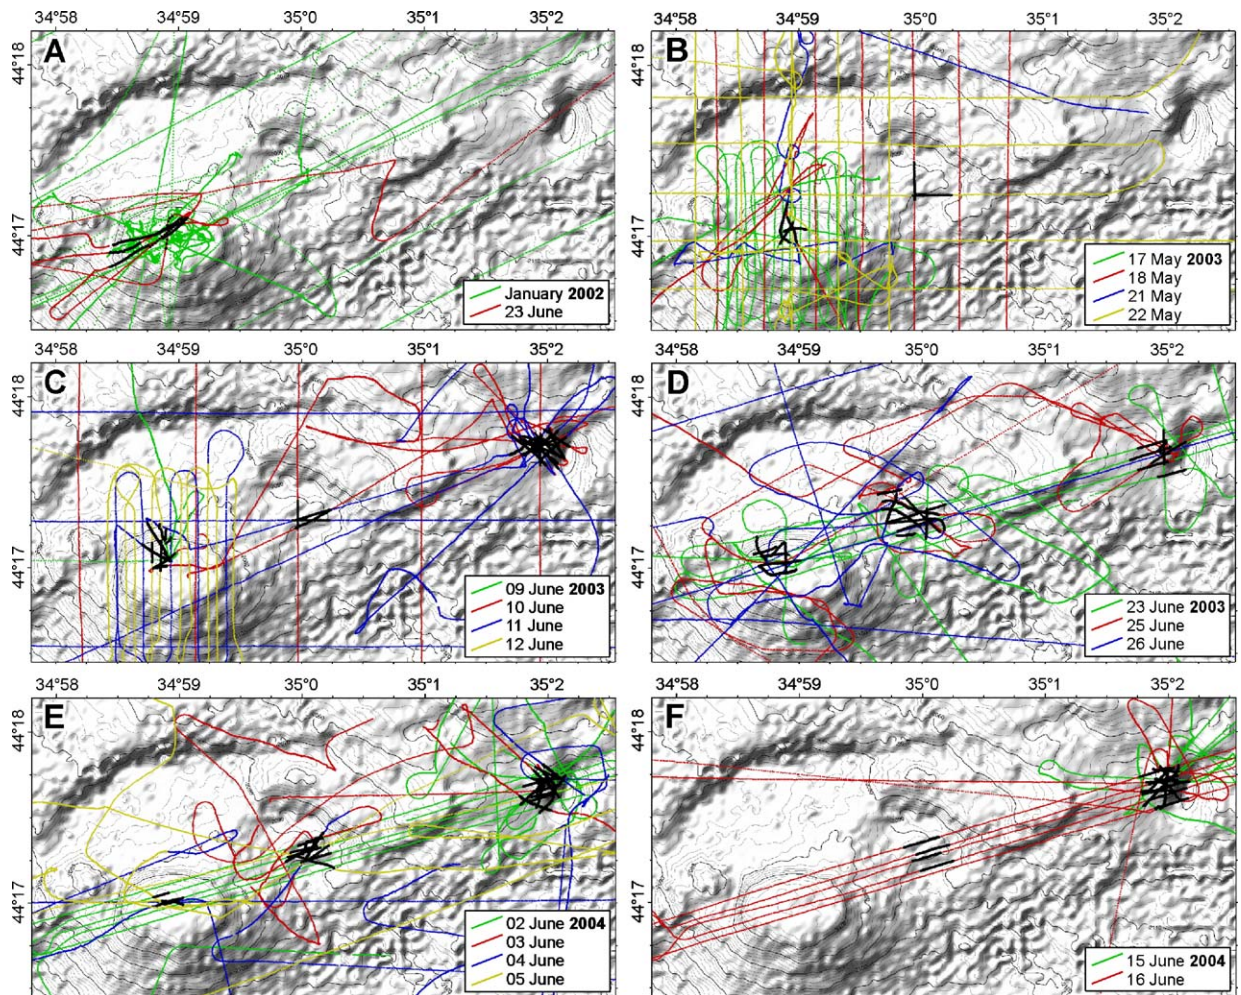 34°58 34°59 35°0 35°1 35°2
34°58 34°59 35°0 35°1 35°2
A
44°18
44°17
January 2002
23 June
B
44°18
44°17
17 May 2003
18 May
21 May
22 May
34°58 34°59 35°0 35°1 35°2
C
44°18
44°17
09 June 2003
10 June
11 June
12 June
34°58 34°59 35°0 35°1 35°2
D
44°18
44°17
23 June 2003
25 June
26 June
34°58 34°59 35°0 35°1 35°2
E
44°18
44°17
02 June 2004
03 June
04 June
05 June
34°58 34°59 35°0 35°1 35°2
F
44°18
44°17
15 June 2004
16 June